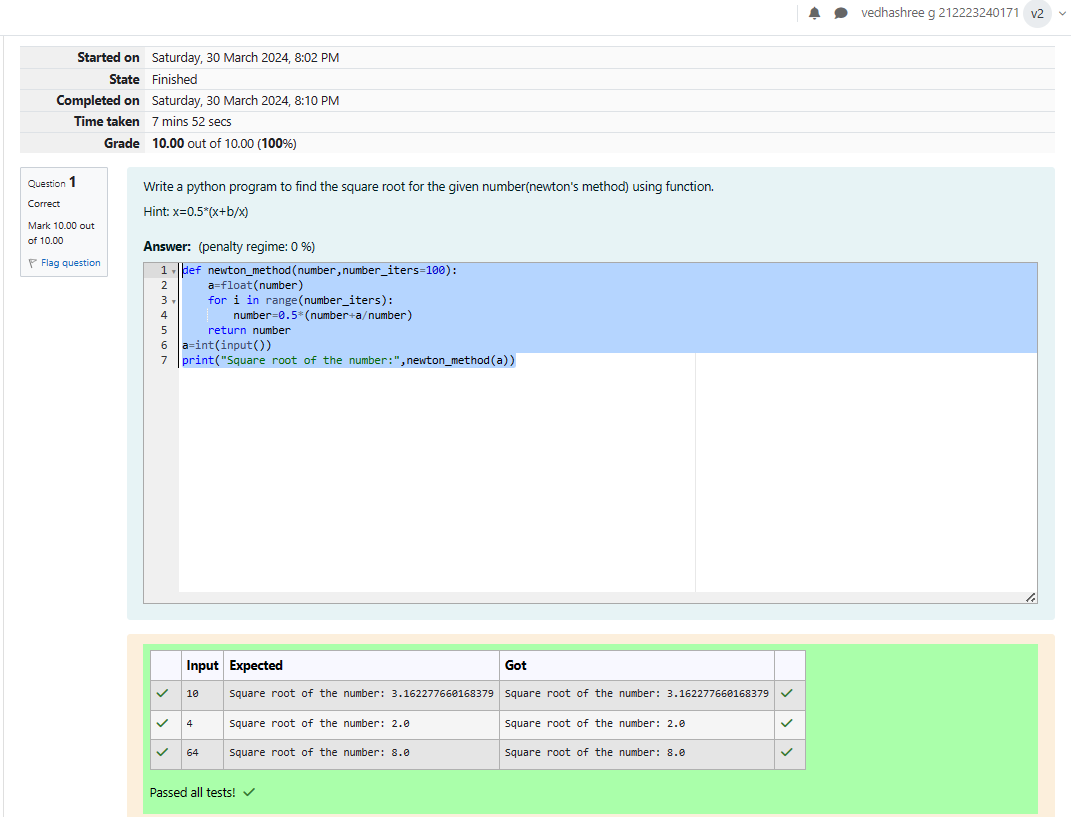 vedhashree g 212223240171 v2
Started on Saturday, 30 March 2024, 8:02 PM
State Finished
Completed on Saturday, 30 March 2024, 8:10 PM
Time taken 7 mins 52 secs
Grade 10.00 out of 10.00 (100%)
Question 1
Correct
Mark 10.00 out
of 10.00
Flag question
Write a python program to find the square root for the given number(newton's method) using function.
Hint: x=0.5*(x+b/x)
Answer: (penalty regime: 0 %)
1 def newton_method(number,number_iters=100):
2     a=float(number)
3     for i in range(number_iters):
4         number=0.5*(number+a/number)
5     return number
6 a=int(input())
7 print("Square root of the number:",newton_method(a))
Input Expected Got
10 Square root of the number: 3.162277660168379 Square root of the number: 3.162277660168379
4 Square root of the number: 2.0 Square root of the number: 2.0
64 Square root of the number: 8.0 Square root of the number: 8.0
Passed all tests!